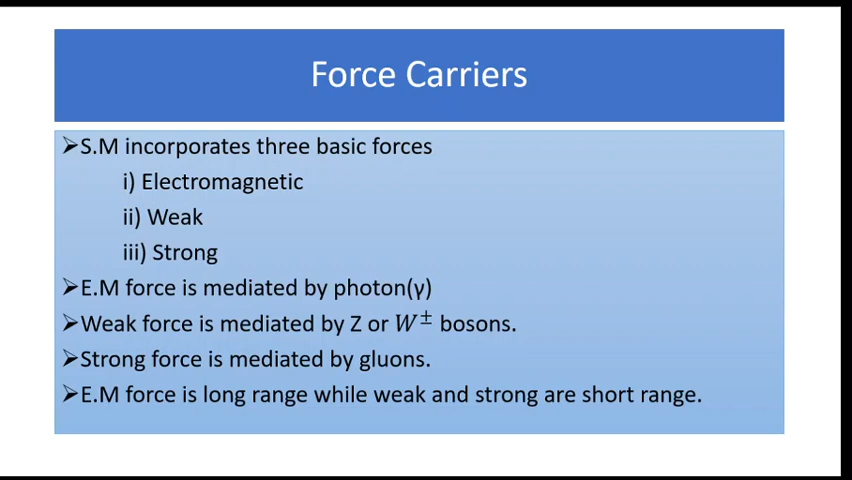 Force Carriers
➢S.M incorporates three basic forces
i) Electromagnetic
ii) Weak
iii) Strong
➢E.M force is mediated by photon(γ)
➢Weak force is mediated by Z or W± bosons.
➢Strong force is mediated by gluons.
➢E.M force is long range while weak and strong are short range.